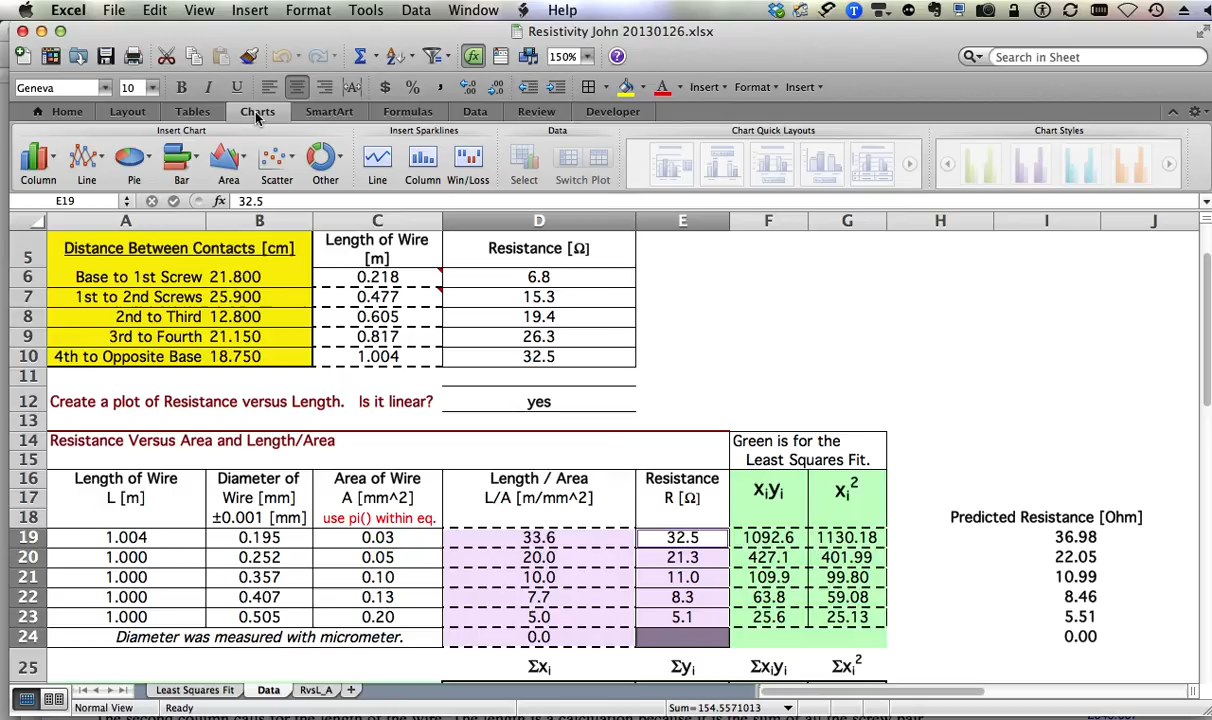 Excel File Edit View Insert Format Tools Data Window Help
Resistivity John 20130126.xlsx
150%
Search in Sheet
Geneva 10 B I U $ % Insert Format Insert
Home Layout Tables Charts SmartArt Formulas Data Review Developer
Insert Chart Insert Sparklines Data Chart Quick Layouts Chart Styles
Column Line Pie Bar Area Scatter Other Line Column Win/Loss Select Switch Plot
E19 fx 32.5
A B C D E F G H I J
5 Distance Between Contacts [cm] Length of Wire [m] Resistance [Ω]
6 Base to 1st Screw 21.800 0.218 6.8
7 1st to 2nd Screws 25.900 0.477 15.3
8 2nd to Third 12.800 0.605 19.4
9 3rd to Fourth 21.150 0.817 26.3
10 4th to Opposite Base 18.750 1.004 32.5
11
12 Create a plot of Resistance versus Length. Is it linear? yes
13
14 Resistance Versus Area and Length/Area Green is for the
15 Least Squares Fit.
16 Length of Wire Diameter of Area of Wire Length / Area Resistance xᵢyᵢ xᵢ²
17 L [m] Wire [mm] A [mm^2] L/A [m/mm^2] R [Ω]
18 ±0.001 [mm] use pi() within eq. Predicted Resistance [Ohm]
19 1.004 0.195 0.03 33.6 32.5 1092.6 1130.18 36.98
20 1.000 0.252 0.05 20.0 21.3 427.1 401.99 22.05
21 1.000 0.357 0.10 10.0 11.0 109.9 99.80 10.99
22 1.000 0.407 0.13 7.7 8.3 63.8 59.08 8.46
23 1.000 0.505 0.20 5.0 5.1 25.6 25.13 5.51
24 Diameter was measured with micrometer. 0.0 0.00
25 Σxᵢ Σyᵢ Σxᵢyᵢ Σxᵢ²
Least Squares Fit Data RvsL_A
Normal View Ready Sum=154.5571013